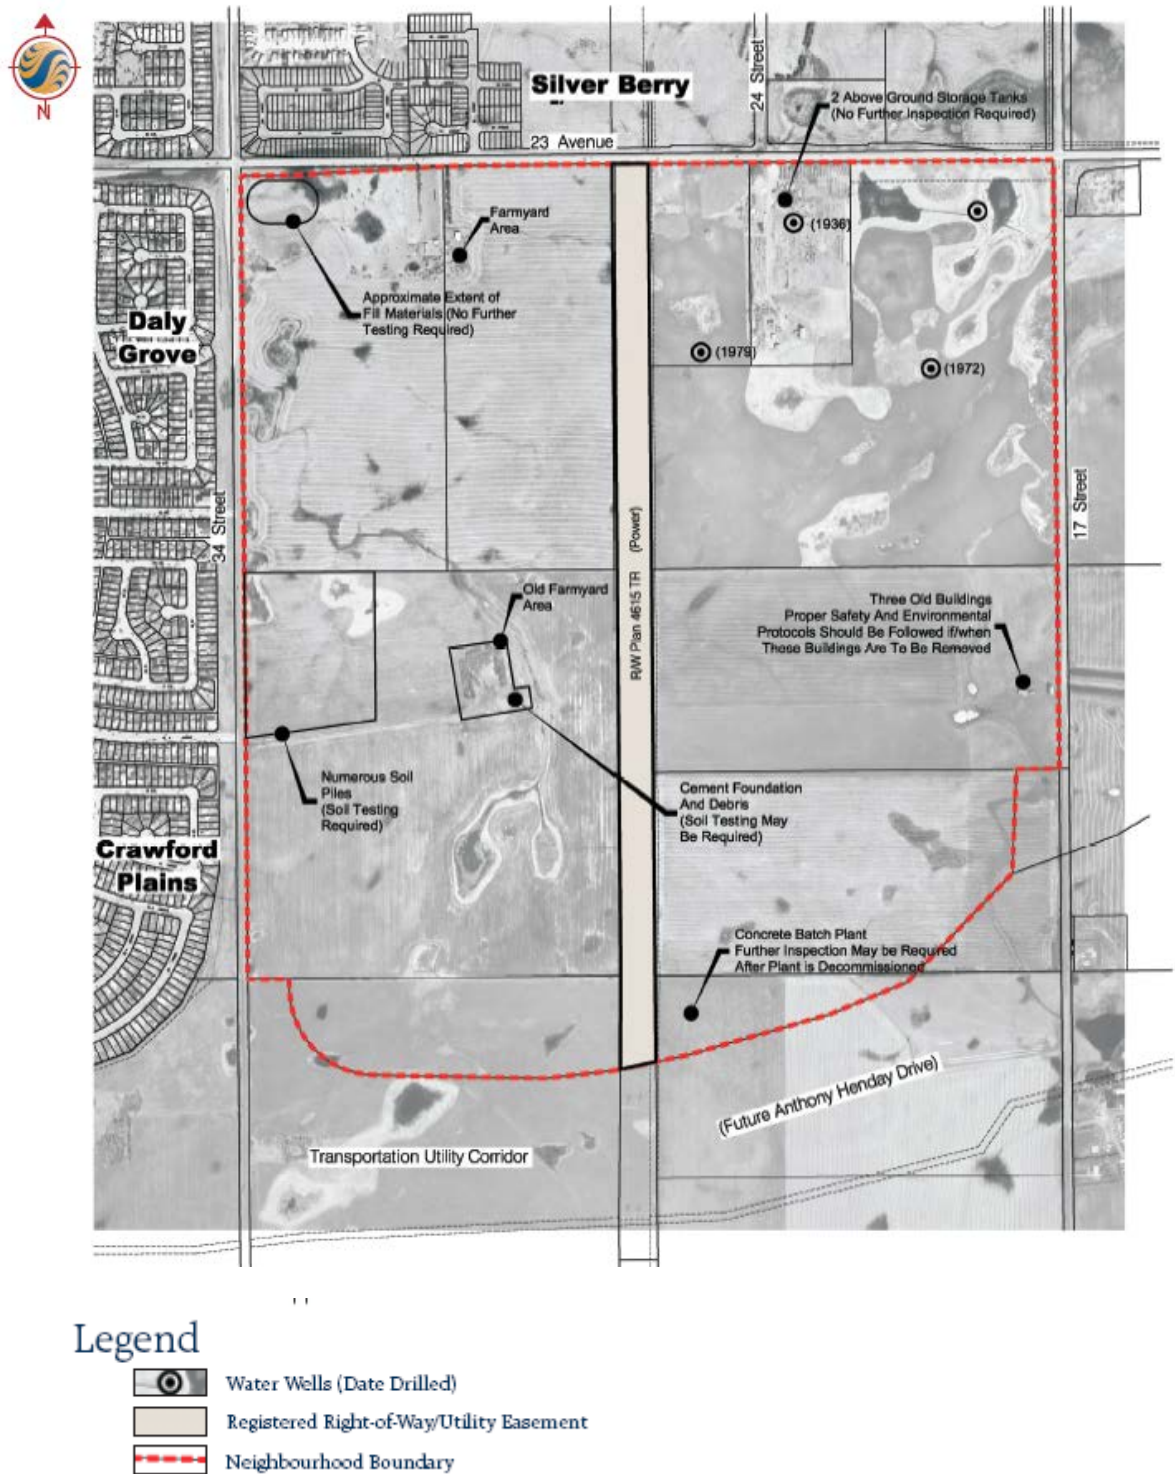 N
Silver Berry
24 Street
2 Above Ground Storage Tanks
(No Further Inspection Required)
23 Avenue
Farmyard
Area
(1936)
Approximate Extent of
Fill Materials (No Further
Testing Required)
Daly
Grove
(1979)
(1972)
34 Street
17 Street
R/W Plan 4615 TR (Power)
Old Farmyard
Area
Three Old Buildings
Proper Safety And Environmental
Protocols Should Be Followed if/when
These Buildings Are To Be Removed
Numerous Soil
Piles
(Soil Testing
Required)
Cement Foundation
And Debris
(Soil Testing May
Be Required)
Crawford
Plains
Concrete Batch Plant
Further Inspection May be Required
After Plant is Decommissioned
(Future Anthony Henday Drive)
Transportation Utility Corridor
Legend
Water Wells (Date Drilled)
Registered Right-of-Way/Utility Easement
Neighbourhood Boundary